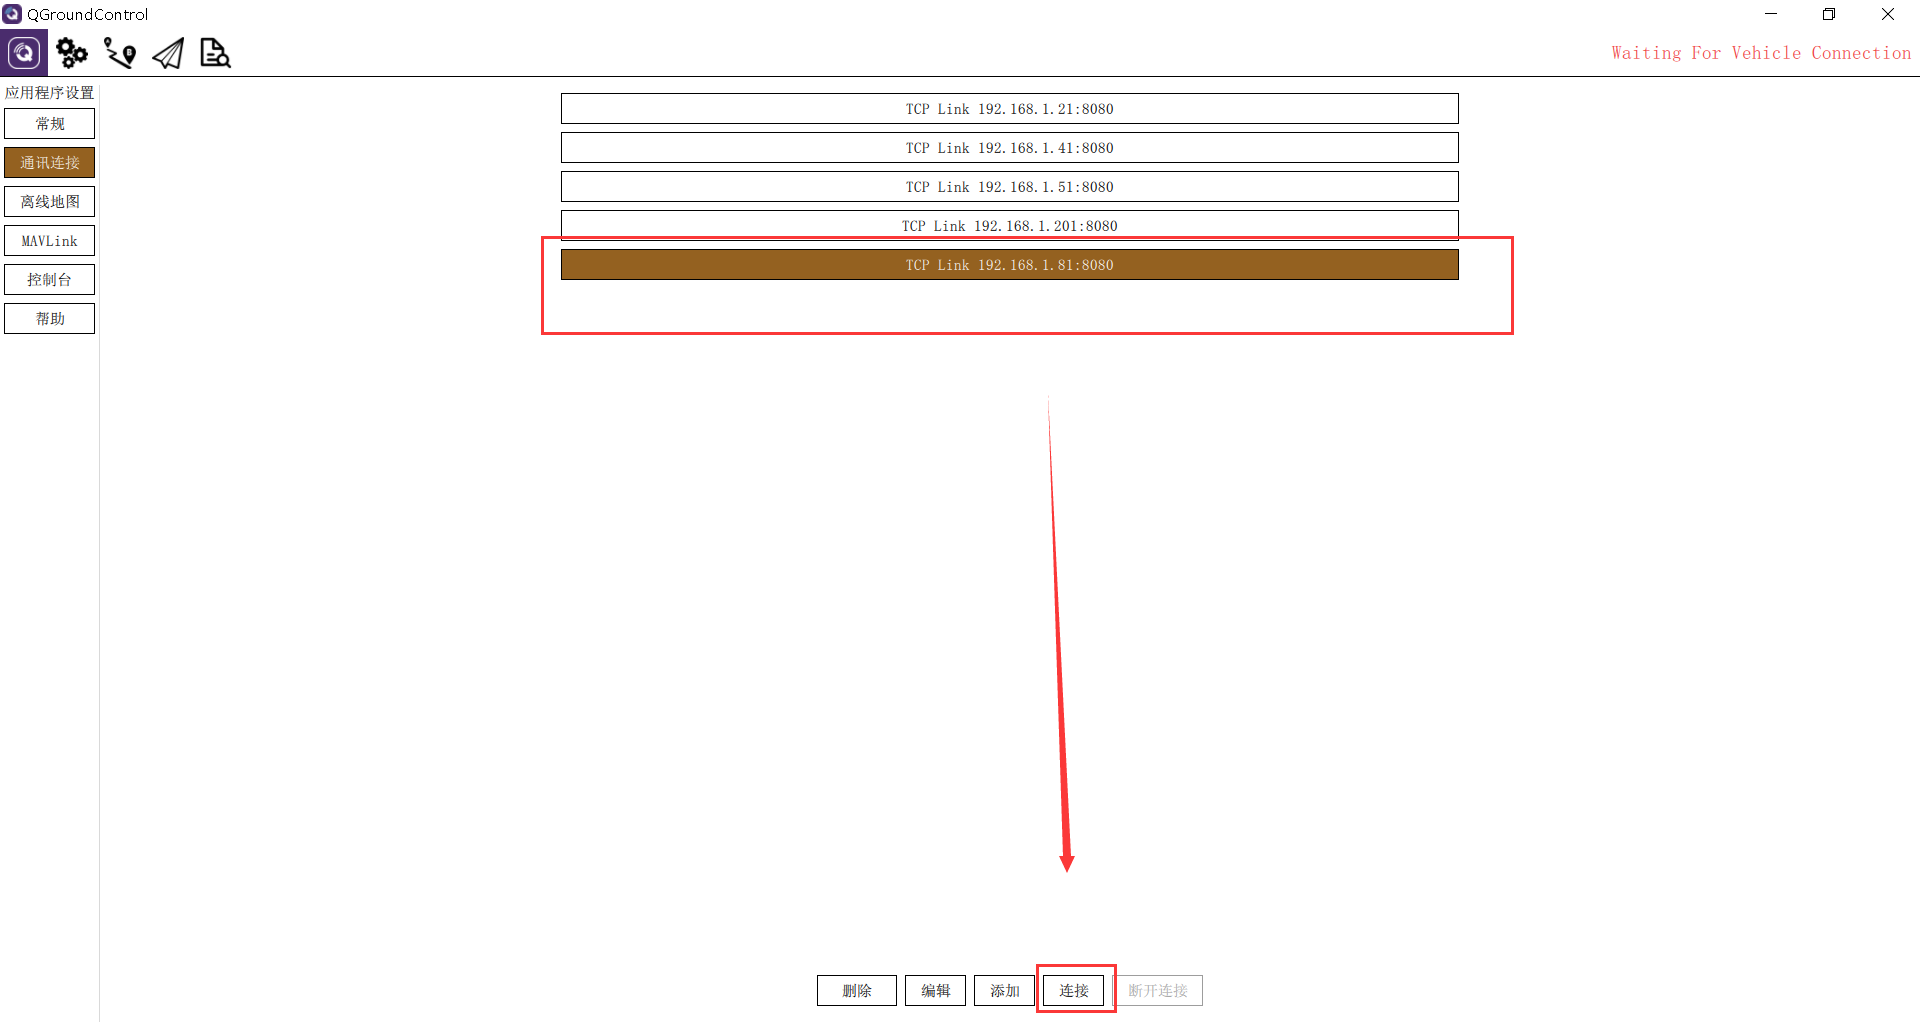 QGroundControl
Waiting For Vehicle Connection
应用程序设置
常规
通讯连接
离线地图
MAVLink
控制台
帮助
TCP Link 192.168.1.21:8080
TCP Link 192.168.1.41:8080
TCP Link 192.168.1.51:8080
TCP Link 192.168.1.201:8080
TCP Link 192.168.1.81:8080
删除 编辑 添加 连接 断开连接